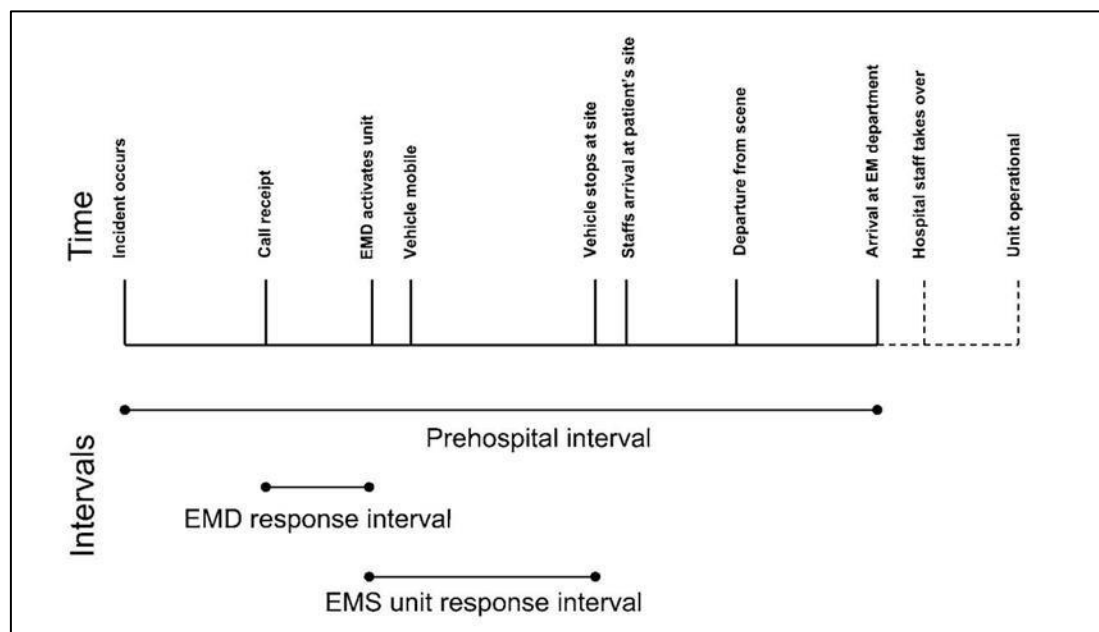 Time
Incident occurs
Call receipt
EMD activates unit
Vehicle mobile
Vehicle stops at site
Staffs arrival at patient's site
Departure from scene
Arrival at EM department
Hospital staff takes over
Unit operational
Intervals
Prehospital interval
EMD response interval
EMS unit response interval